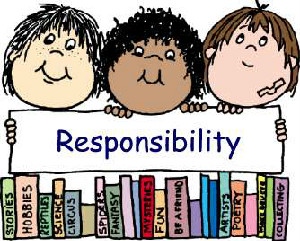 Responsibility
STORIES
HOBBIES
REPTILES
SCIENCE
CIRCUS
SPIDERS
FANTASY
MYSTERIES
FUN
BE A FRIEND
ARTISTS
POETRY
COLLECTING